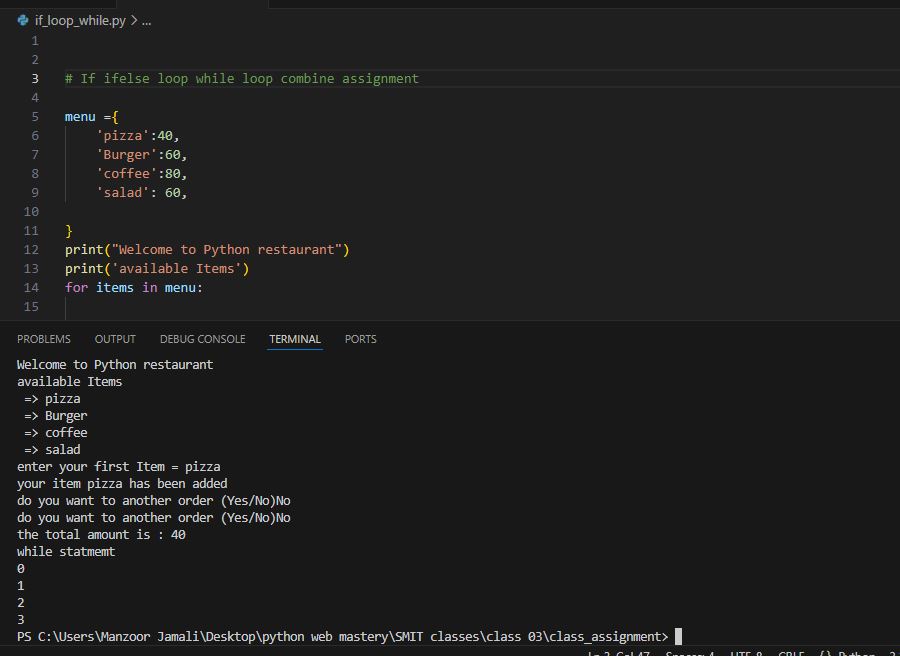 if_loop_while.py > ...
1
2
3 # If ifelse loop while loop combine assignment
4
5 menu ={
6 'pizza':40,
7 'Burger':60,
8 'coffee':80,
9 'salad': 60,
10
11 }
12 print("Welcome to Python restaurant")
13 print('available Items')
14 for items in menu:
15
PROBLEMS OUTPUT DEBUG CONSOLE TERMINAL PORTS
Welcome to Python restaurant
available Items
=> pizza
=> Burger
=> coffee
=> salad
enter your first Item = pizza
your item pizza has been added
do you want to another order (Yes/No)No
do you want to another order (Yes/No)No
the total amount is : 40
while statmemt
0
1
2
3
PS C:\Users\Manzoor Jamali\Desktop\python web mastery\SMIT classes\class 03\class_assignment>